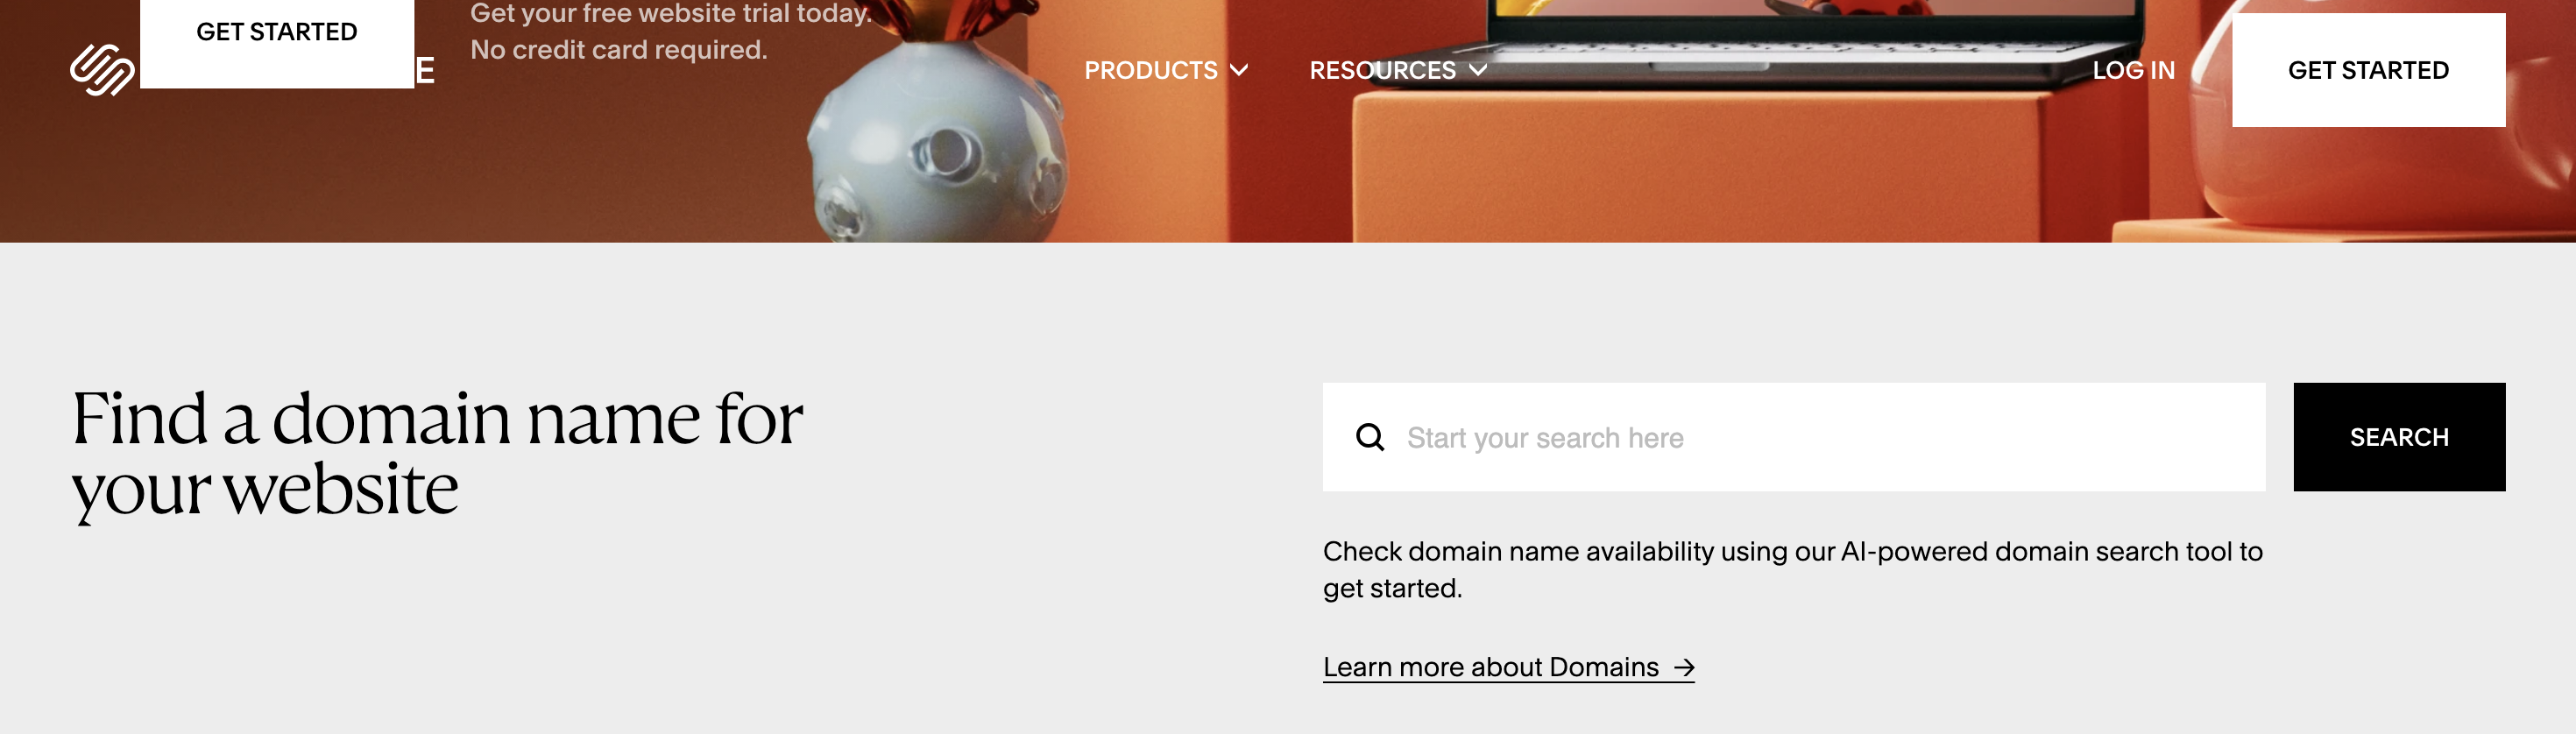 GET STARTED
Get your free website trial today.
No credit card required.
E
PRODUCTS
RESOURCES
LOG IN
GET STARTED
Find a domain name for
your website
Start your search here
SEARCH
Check domain name availability using our AI-powered domain search tool to
get started.
Learn more about Domains →